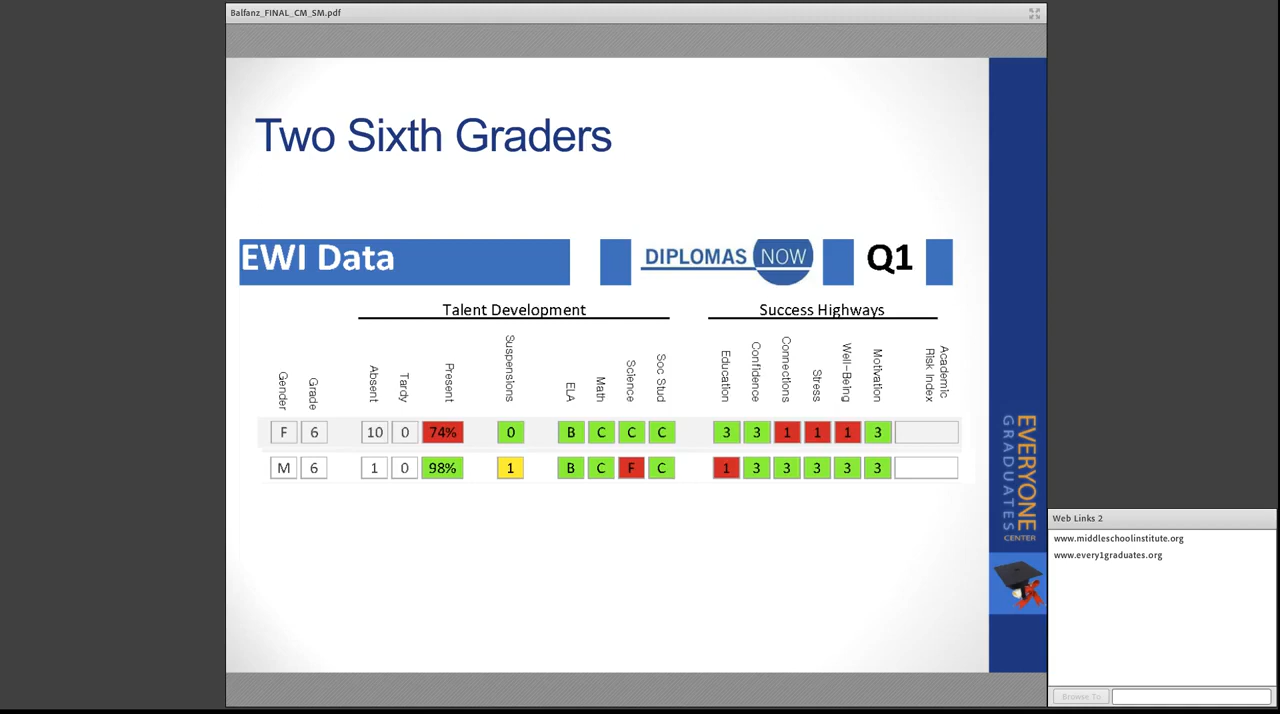 Balfanz_FINAL_CM_SM.pdf
Two Sixth Graders
EWI Data
DIPLOMAS NOW
Q1
Talent Development
Success Highways
Gender
Grade
Absent
Tardy
Present
Suspensions
ELA
Math
Science
Soc Stud
Education
Confidence
Connections
Stress
Well-Being
Motivation
Academic
Risk Index
F 6 10 0 74% 0 B C C C 3 3 1 1 1 3
M 6 1 0 98% 1 B C F C 1 3 3 3 3 3
EVERYONE
GRADUATES
CENTER
Web Links 2
www.middleschoolinstitute.org
www.every1graduates.org
Browse To